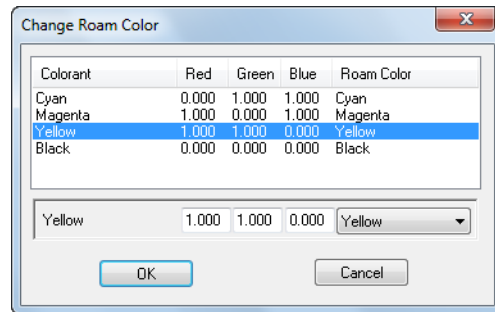 Change Roam Color
Colorant Red Green Blue Roam Color
Cyan 0.000 1.000 1.000 Cyan
Magenta 1.000 0.000 1.000 Magenta
Yellow 1.000 1.000 0.000 Yellow
Black 0.000 0.000 0.000 Black
Yellow 1.000 1.000 0.000 Yellow
OK Cancel